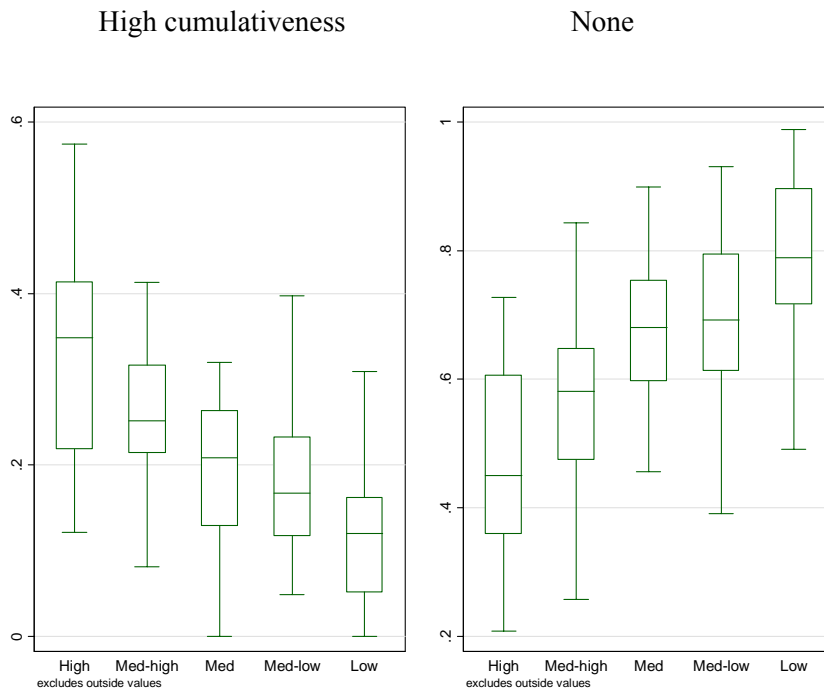 High cumulativeness
None
.6
.4
.2
0
High Med-high Med Med-low Low
excludes outside values
1
.8
.6
.4
.2
High Med-high Med Med-low Low
excludes outside values